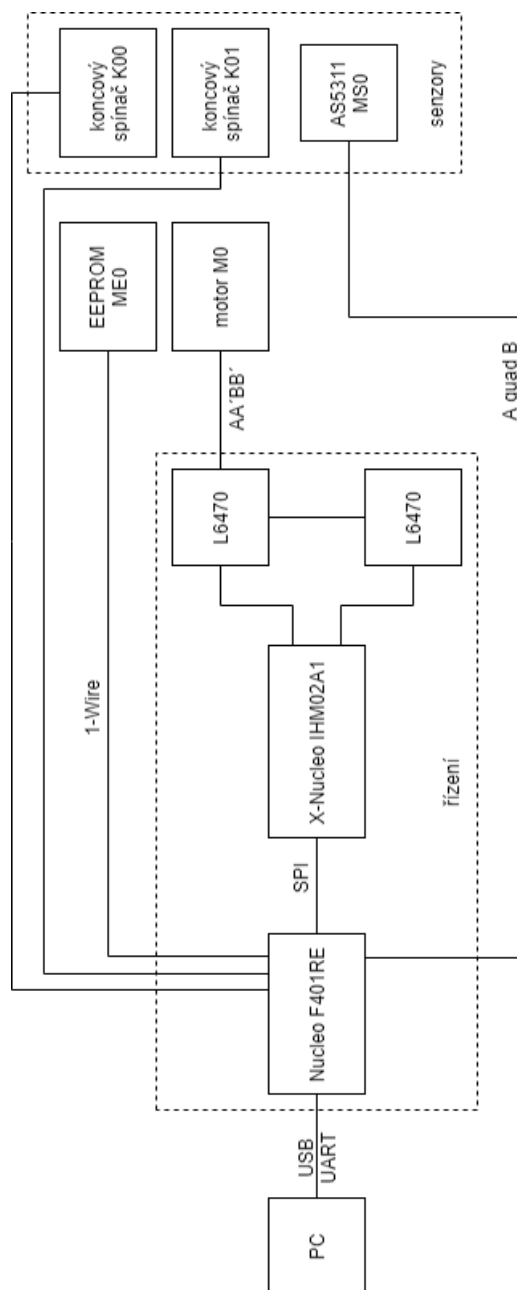 koncový
spínač K00
koncový
spínač K01
AS5311
MS0
senzory
EEPROM
ME0
motor M0
AA´BB´
A quad B
L6470
L6470
1-Wire
X-Nucleo IHM02A1
řízení
SPI
Nucleo F401RE
USB
UART
PC